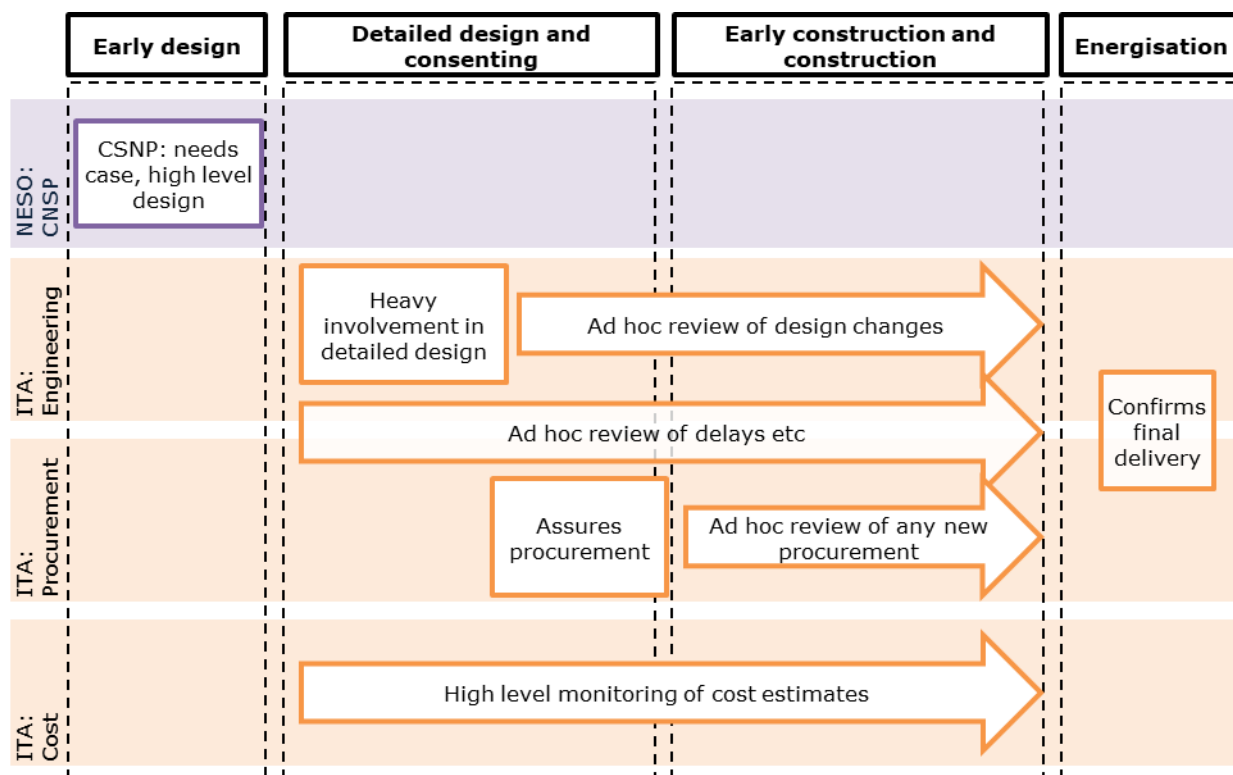 Early design
Detailed design and
consenting
Early construction and
construction
Energisation
NESO:
CNSP
CSNP: needs
case, high level
design
ITA:
Engineering
Heavy
involvement in
detailed design
Ad hoc review of design changes
Ad hoc review of delays etc
Confirms
final
delivery
ITA:
Procurement
Assures
procurement
Ad hoc review of any new
procurement
ITA:
Cost
High level monitoring of cost estimates